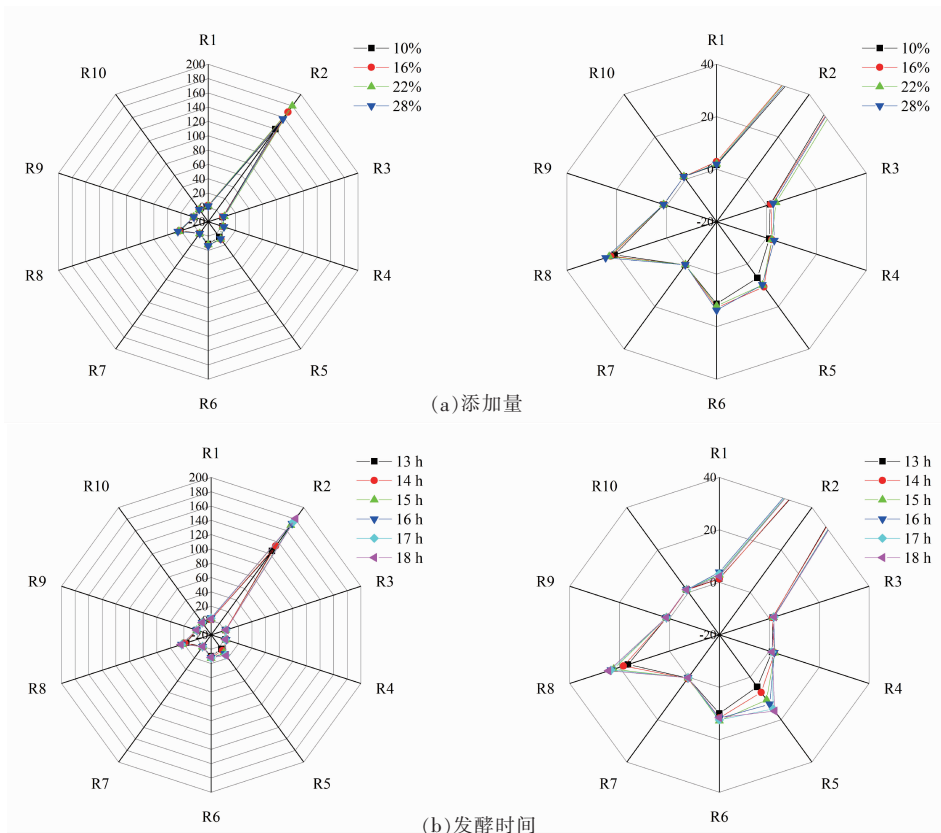 R1
R2
R3
R4
R5
R6
R7
R8
R9
R10
200
180
160
140
120
100
80
60
40
20
0
-20
10%
16%
22%
28%
R1
R2
R3
R4
R5
R6
R7
R8
R9
R10
40
20
0
-20
10%
16%
22%
28%
(a)添加量
R1
R2
R3
R4
R5
R6
R7
R8
R9
R10
200
180
160
140
120
100
80
60
40
20
0
-20
13 h
14 h
15 h
16 h
17 h
18 h
R1
R2
R3
R4
R5
R6
R7
R8
R9
R10
40
20
0
-20
13 h
14 h
15 h
16 h
17 h
18 h
(b)发酵时间